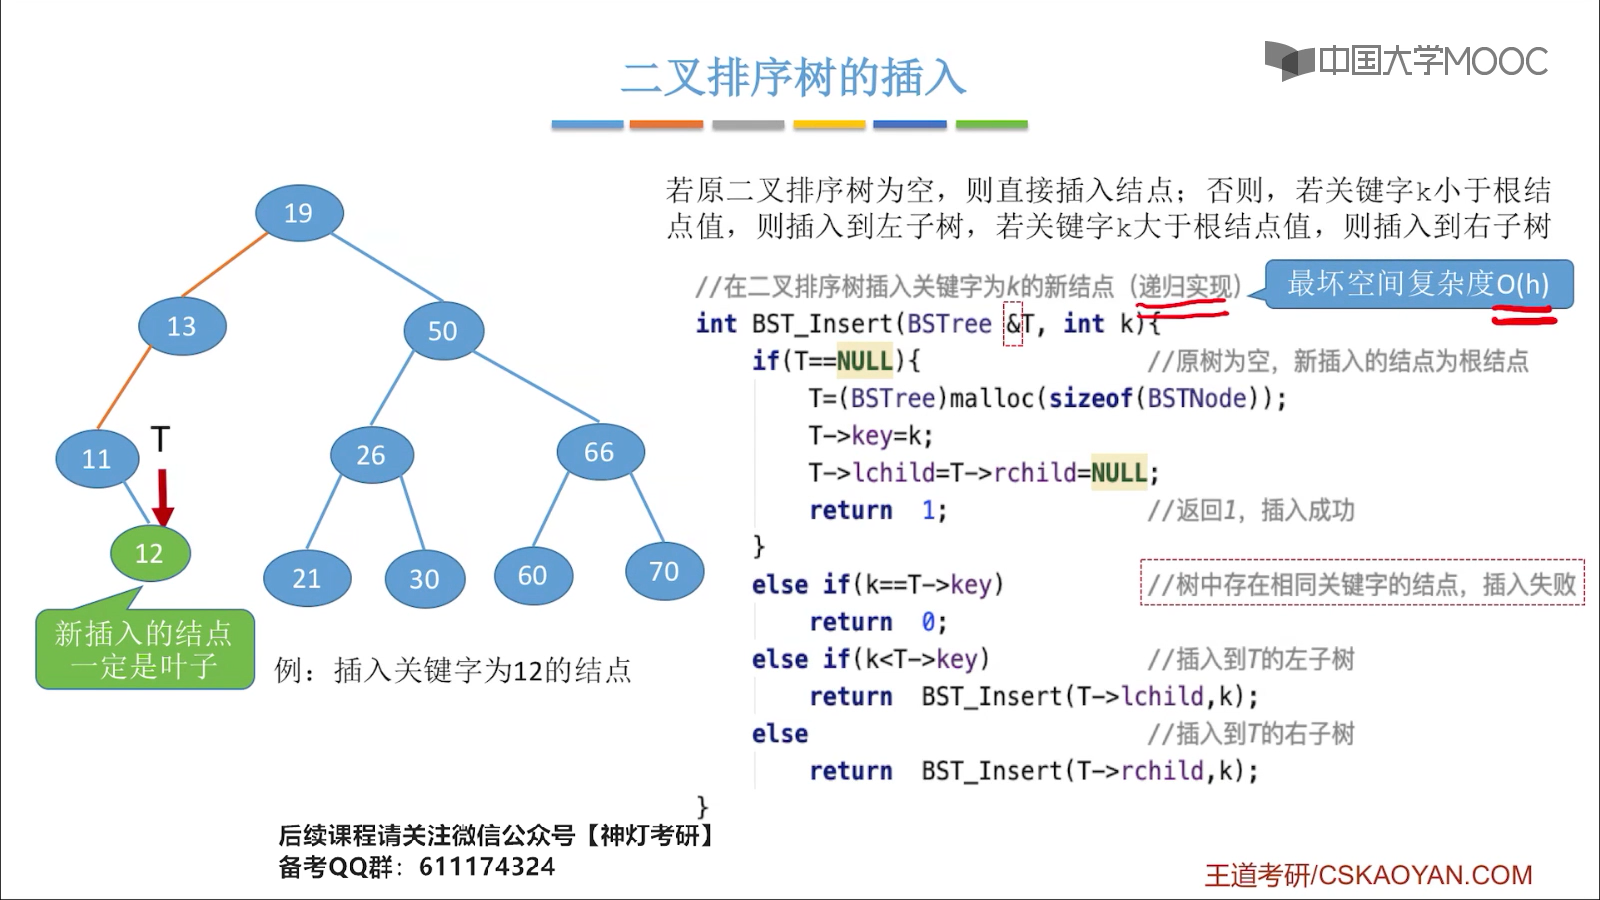 中国大学MOOC
二叉排序树的插入
若原二叉排序树为空，则直接插入结点；否则，若关键字k小于根结
点值，则插入到左子树，若关键字k大于根结点值，则插入到右子树
19
13
50
11
T
26
66
12
21
30
60
70
新插入的结点
一定是叶子
例：插入关键字为12的结点
//在二叉排序树插入关键字为k的新结点（递归实现）
最坏空间复杂度O(h)
int BST_Insert(BSTree &T, int k){
if(T==NULL){ //原树为空，新插入的结点为根结点
T=(BSTree)malloc(sizeof(BSTNode));
T->key=k;
T->lchild=T->rchild=NULL;
return 1; //返回1，插入成功
}
else if(k==T->key) //树中存在相同关键字的结点，插入失败
return 0;
else if(k<T->key) //插入到T的左子树
return BST_Insert(T->lchild,k);
else //插入到T的右子树
return BST_Insert(T->rchild,k);
}
后续课程请关注微信公众号【神灯考研】
备考QQ群：611174324
王道考研/CSKAOYAN.COM